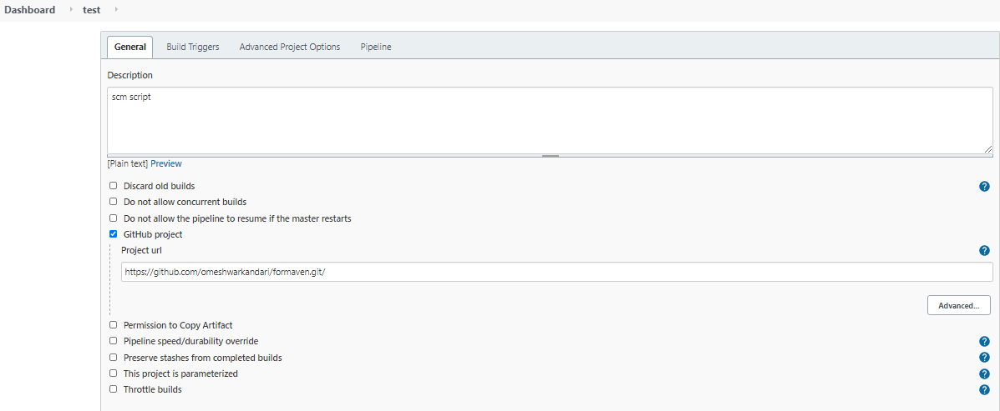 Dashboard test
General Build Triggers Advanced Project Options Pipeline
Description
scm script
[Plain text] Preview
Discard old builds ?
Do not allow concurrent builds
Do not allow the pipeline to resume if the master restarts
GitHub project
Project url ?
https://github.com/omeshwarkandari/formaven.git/
Advanced...
Permission to Copy Artifact
Pipeline speed/durability override ?
Preserve stashes from completed builds ?
This project is parameterized ?
Throttle builds ?